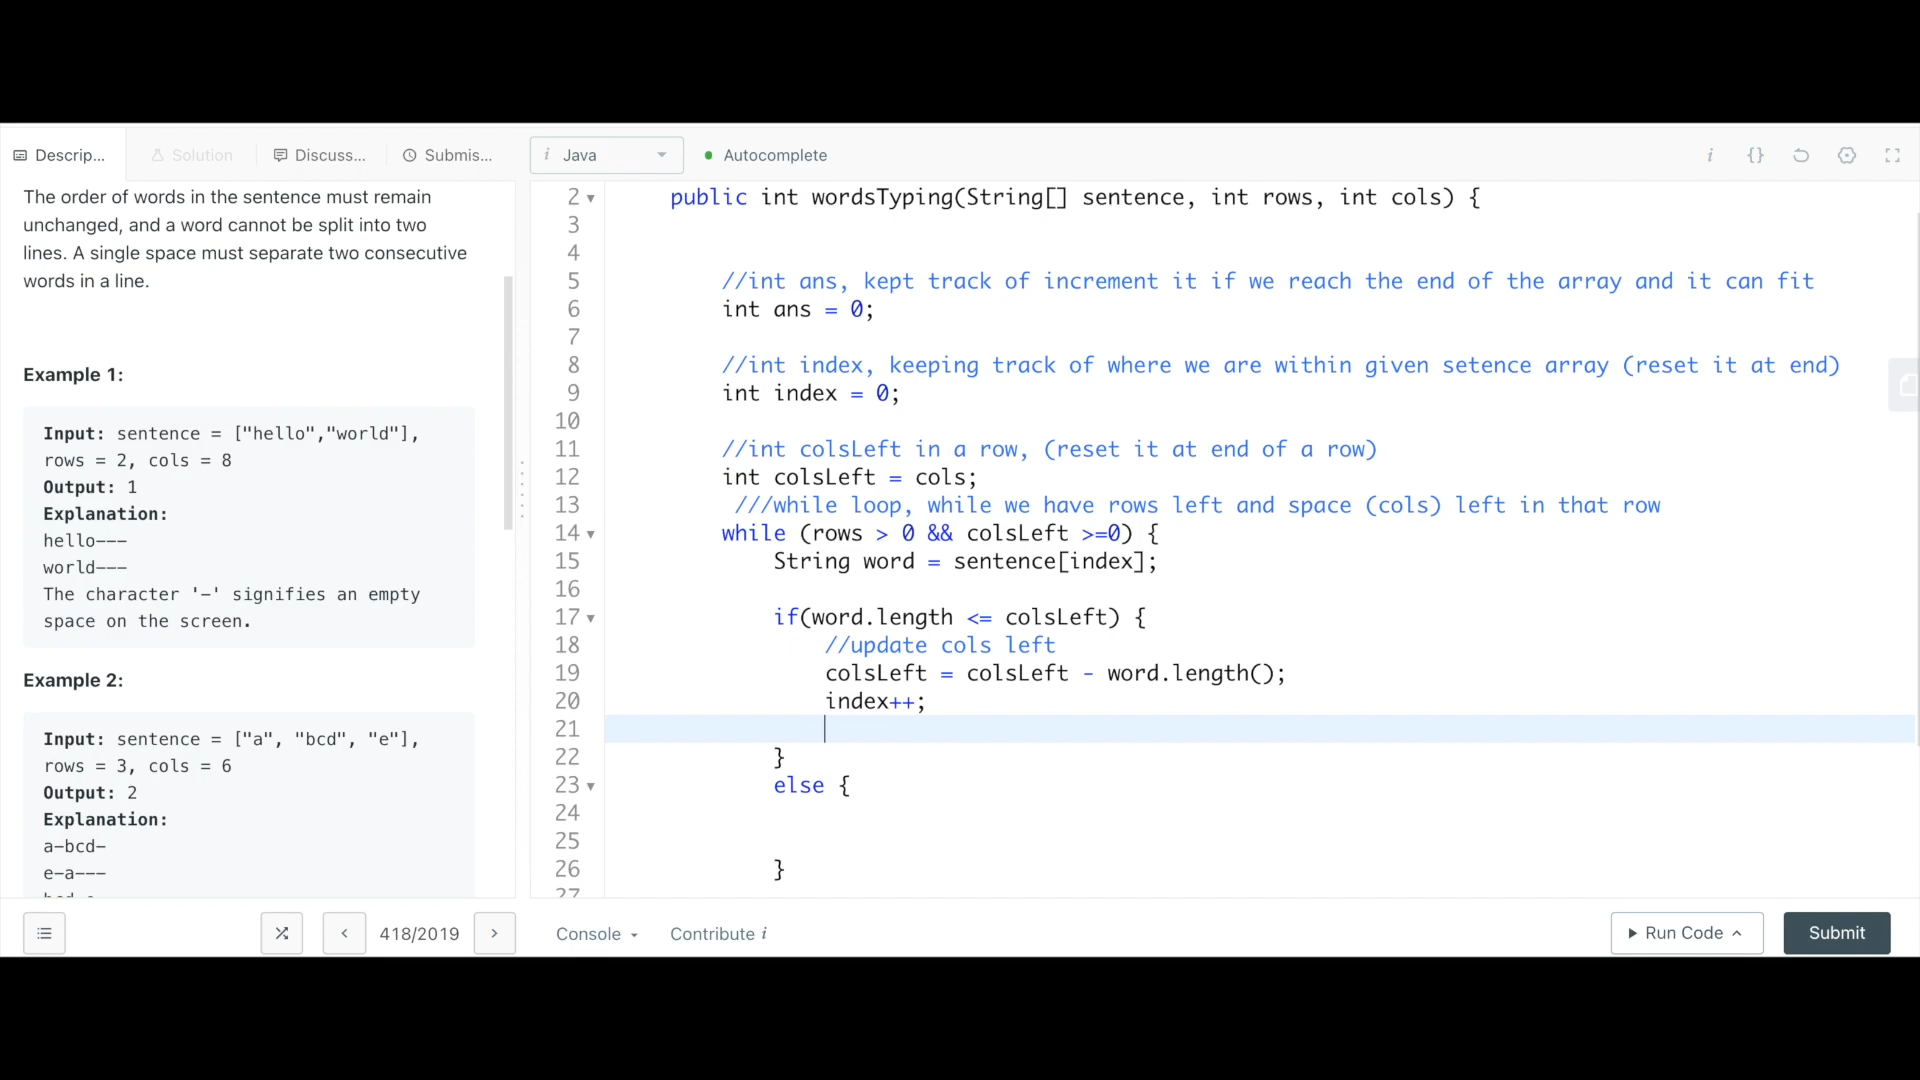 Descrip...
Solution
Discuss...
Submis...
i Java
Autocomplete
i {}
The order of words in the sentence must remain
unchanged, and a word cannot be split into two
lines. A single space must separate two consecutive
words in a line.
Example 1:
Input: sentence = ["hello","world"],
rows = 2, cols = 8
Output: 1
Explanation:
hello---
world---
The character '-' signifies an empty
space on the screen.
Example 2:
Input: sentence = ["a", "bcd", "e"],
rows = 3, cols = 6
Output: 2
Explanation:
a-bcd-
e-a---
2 public int wordsTyping(String[] sentence, int rows, int cols) {
3
4
5 //int ans, kept track of increment it if we reach the end of the array and it can fit
6 int ans = 0;
7
8 //int index, keeping track of where we are within given setence array (reset it at end)
9 int index = 0;
10
11 //int colsLeft in a row, (reset it at end of a row)
12 int colsLeft = cols;
13 ///while loop, while we have rows left and space (cols) left in that row
14 while (rows > 0 && colsLeft >=0) {
15 String word = sentence[index];
16
17 if(word.length <= colsLeft) {
18 //update cols left
19 colsLeft = colsLeft - word.length();
20 index++;
21
22 }
23 else {
24
25
26 }
27
418/2019
Console
Contribute i
Run Code
Submit